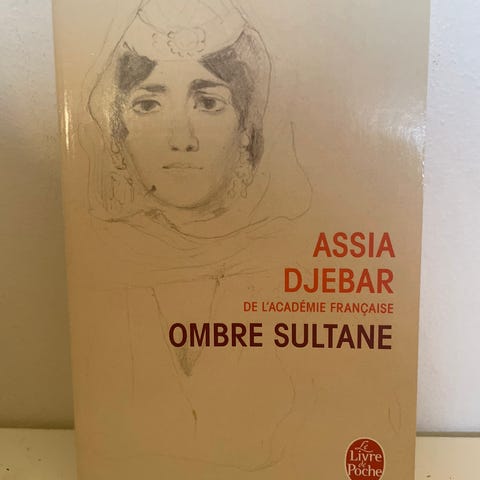 ASSIA
DJEBAR
DE L'ACADÉMIE FRANÇAISE
OMBRE SULTANE
Le
Livre
de
Poche